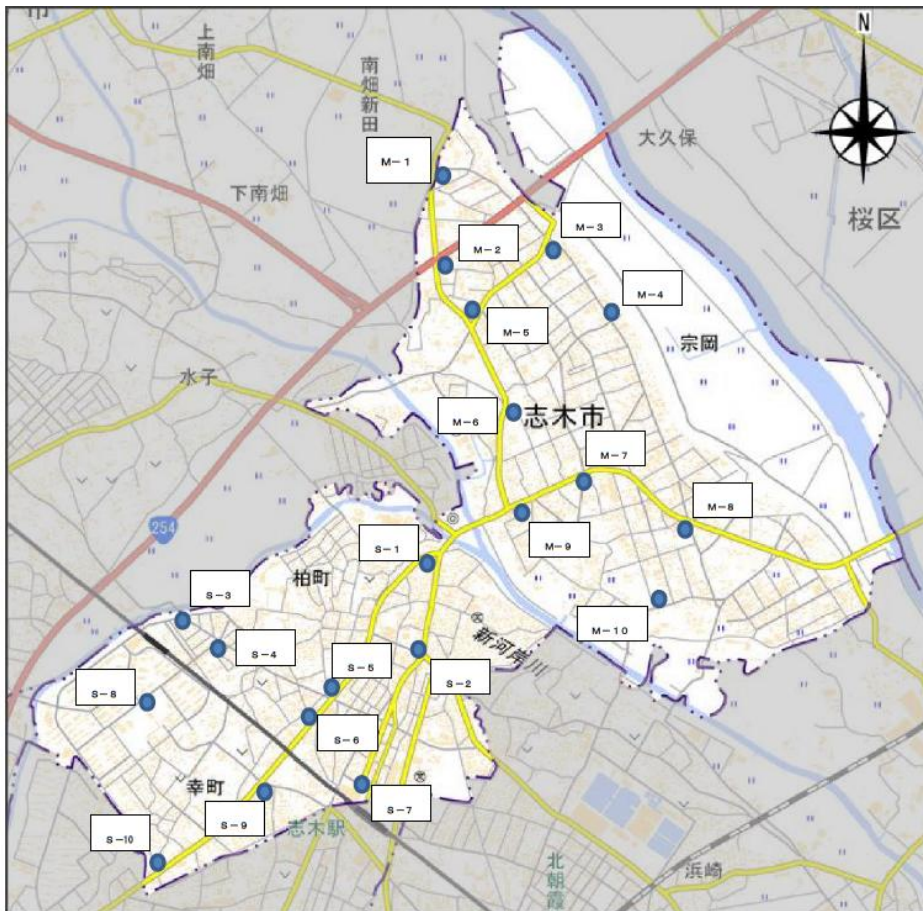 市
上南畑
南畑新田
N
大久保
M-1
下南畑
桜区
M-3
M-2
M-4
M-5
宗岡
水子
M-6
志木市
M-7
254
M-8
S-1
M-9
柏町
S-3
M-10
新河岸川
S-4
S-5
S-2
S-8
S-6
幸町
S-9
S-7
志木駅
S-10
北朝霞
浜崎